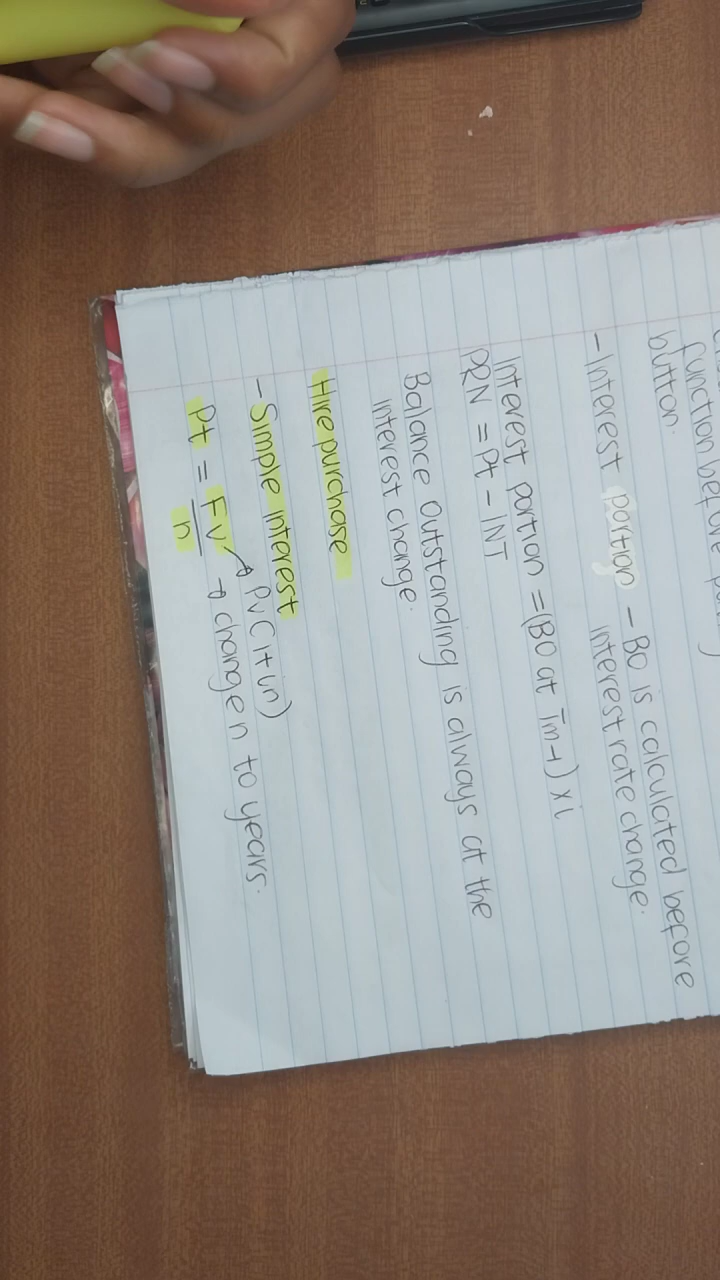 function before
button.
- Interest portion - BO is calculated before
interest rate change.
Interest portion = (BO at Tm-1) x i
PRN = Pt - INT
Balance Outstanding is always at the
interest change.
Hire purchase
- Simple interest
Pv(1+in)
Pt = Fv → change n to years.
n